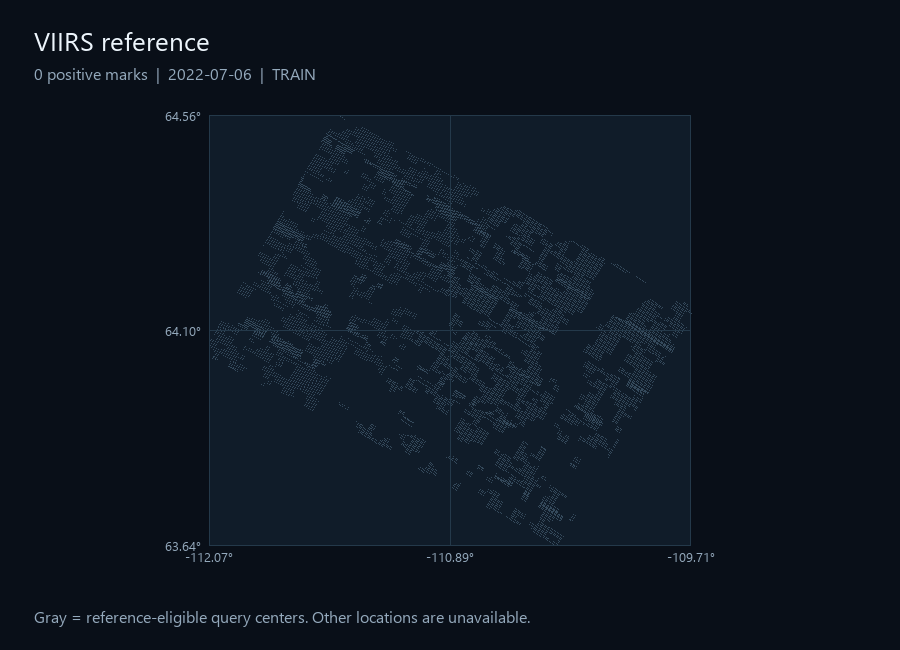 VIIRS reference
0 positive marks | 2022-07-06 | TRAIN
64.56°
64.10°
63.64°
-112.07°
-110.89°
-109.71°
Gray = reference-eligible query centers. Other locations are unavailable.